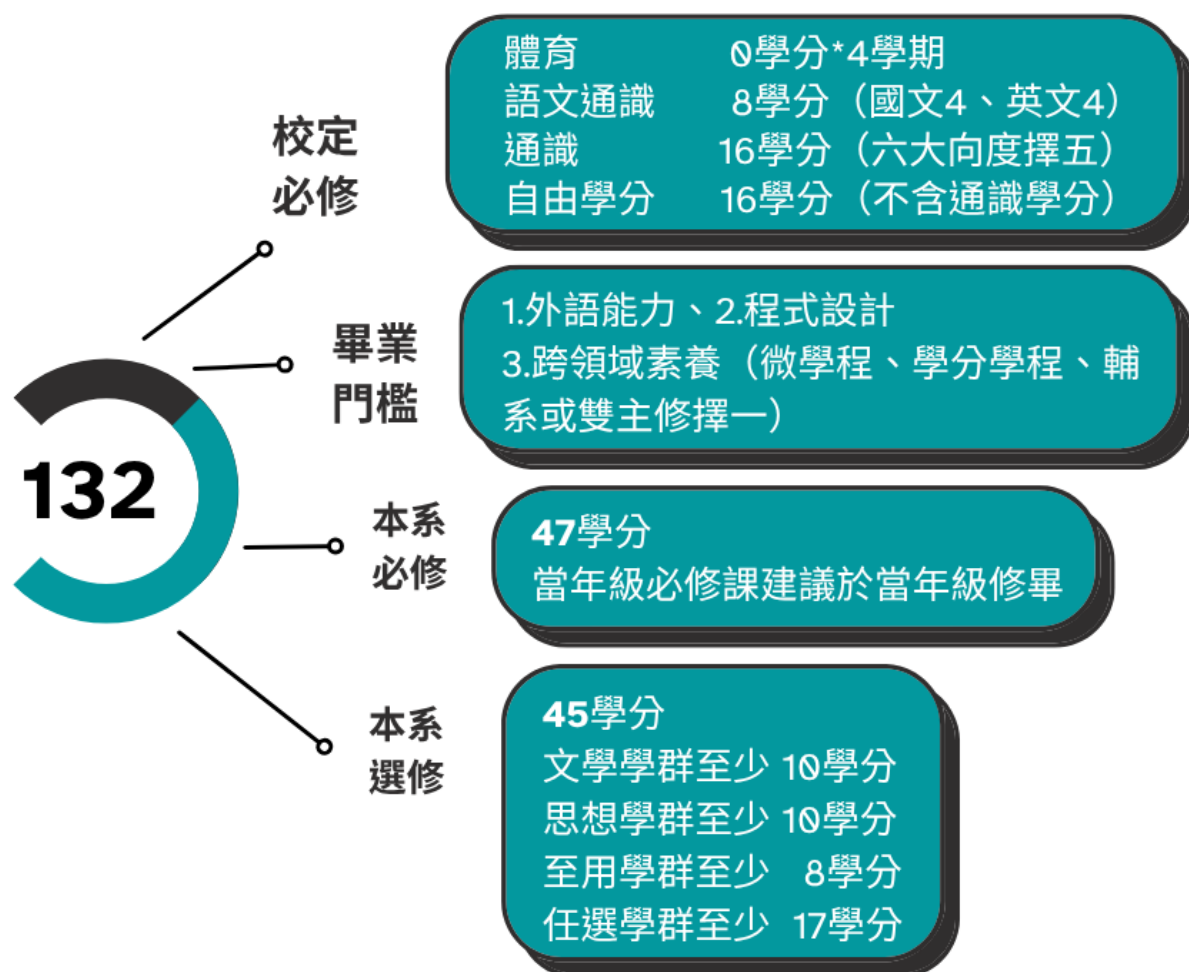 校定
必修
體育 0學分*4學期
語文通識 8學分（國文4、英文4）
通識 16學分（六大向度擇五）
自由學分 16學分（不含通識學分）
畢業
門檻
1.外語能力、2.程式設計
3.跨領域素養（微學程、學分學程、輔
系或雙主修擇一）
132
本系
必修
47學分
當年級必修課建議於當年級修畢
本系
選修
45學分
文學學群至少 10學分
思想學群至少 10學分
至用學群至少 8學分
任選學群至少 17學分